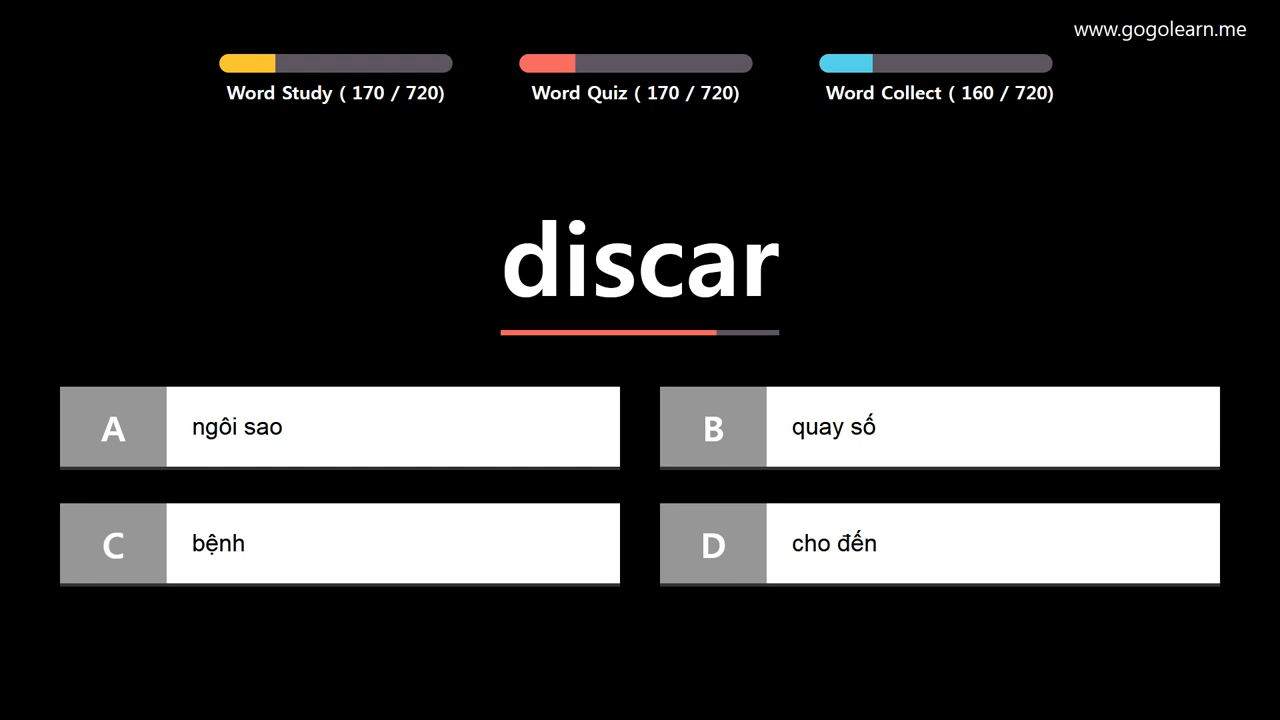 www.gogolearn.me
Word Study ( 170 / 720)
Word Quiz ( 170 / 720)
Word Collect ( 160 / 720)
discar
A ngôi sao
B quay số
C bệnh
D cho đến